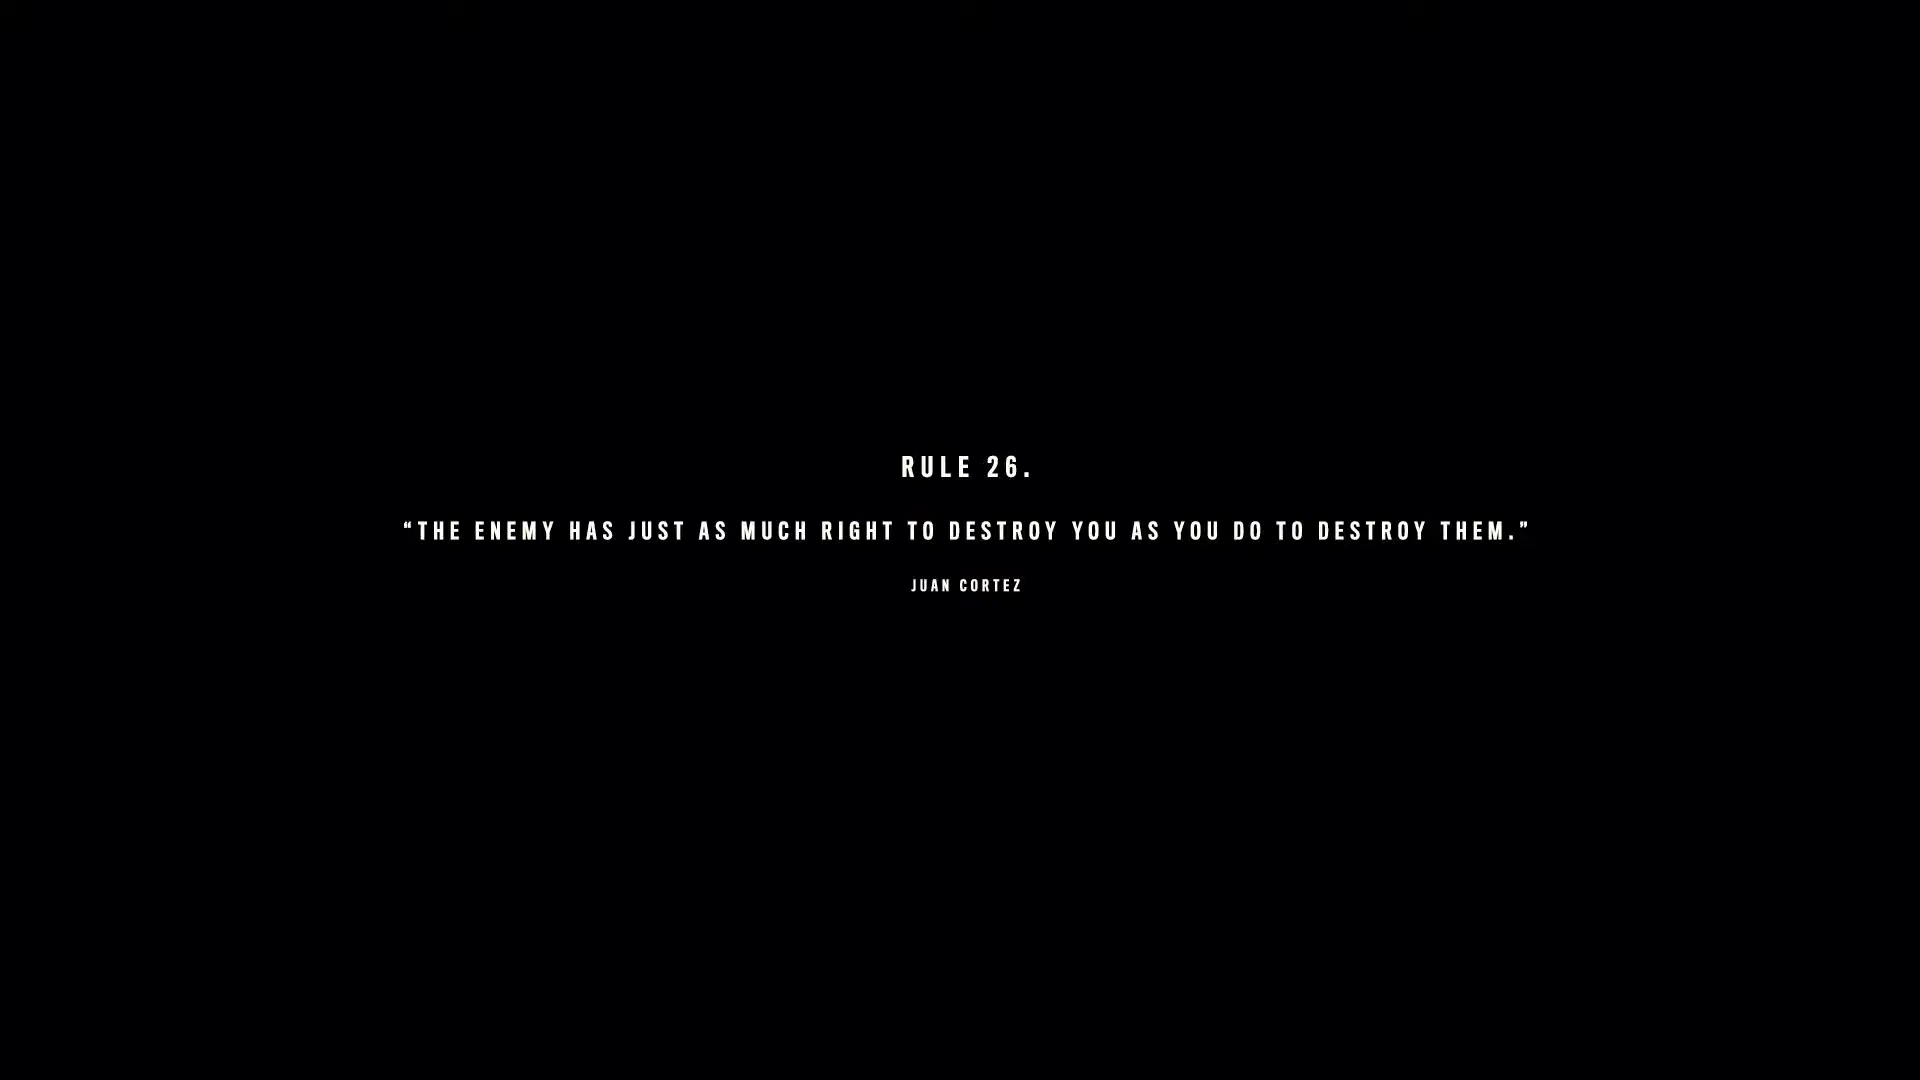 RULE 26.
“THE ENEMY HAS JUST AS MUCH RIGHT TO DESTROY YOU AS YOU DO TO DESTROY THEM.”
JUAN CORTEZ